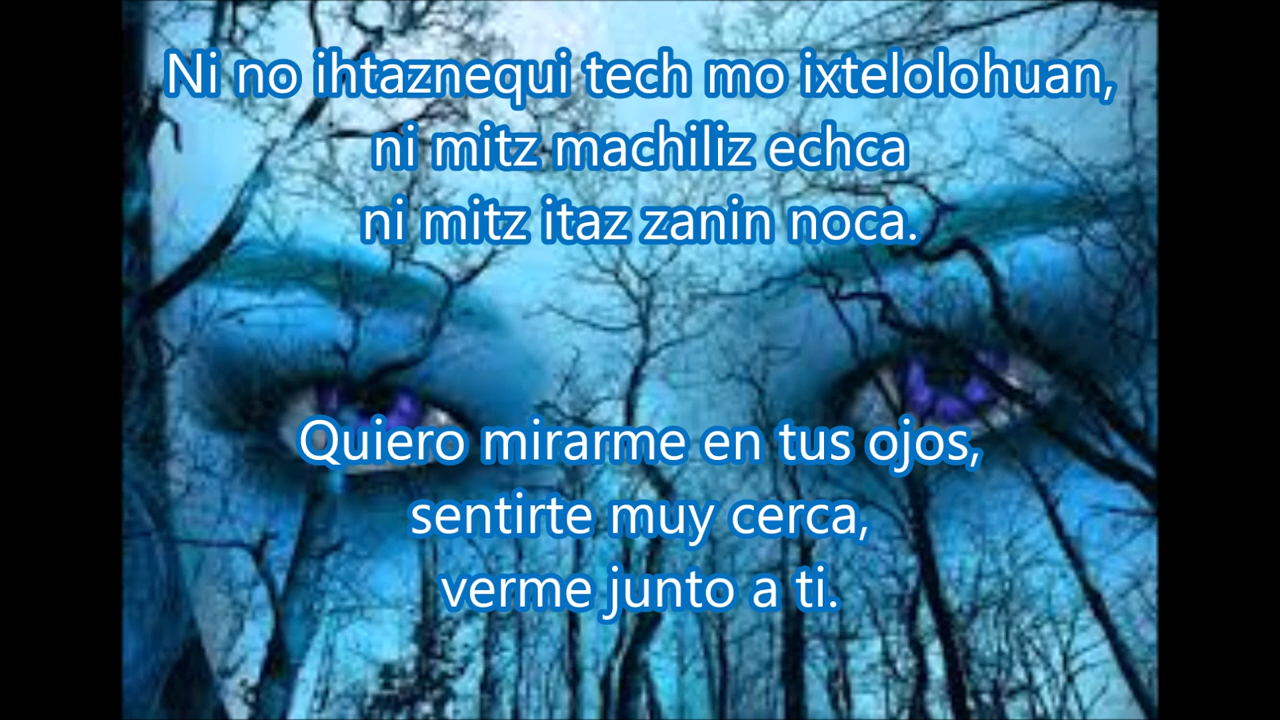 Ni no ihtaznequi tech mo ixtelolohuan,
ni mitz machiliz echca
ni mitz itaz zanin noca.
Quiero mirarme en tus ojos,
sentirte muy cerca,
verme junto a ti.